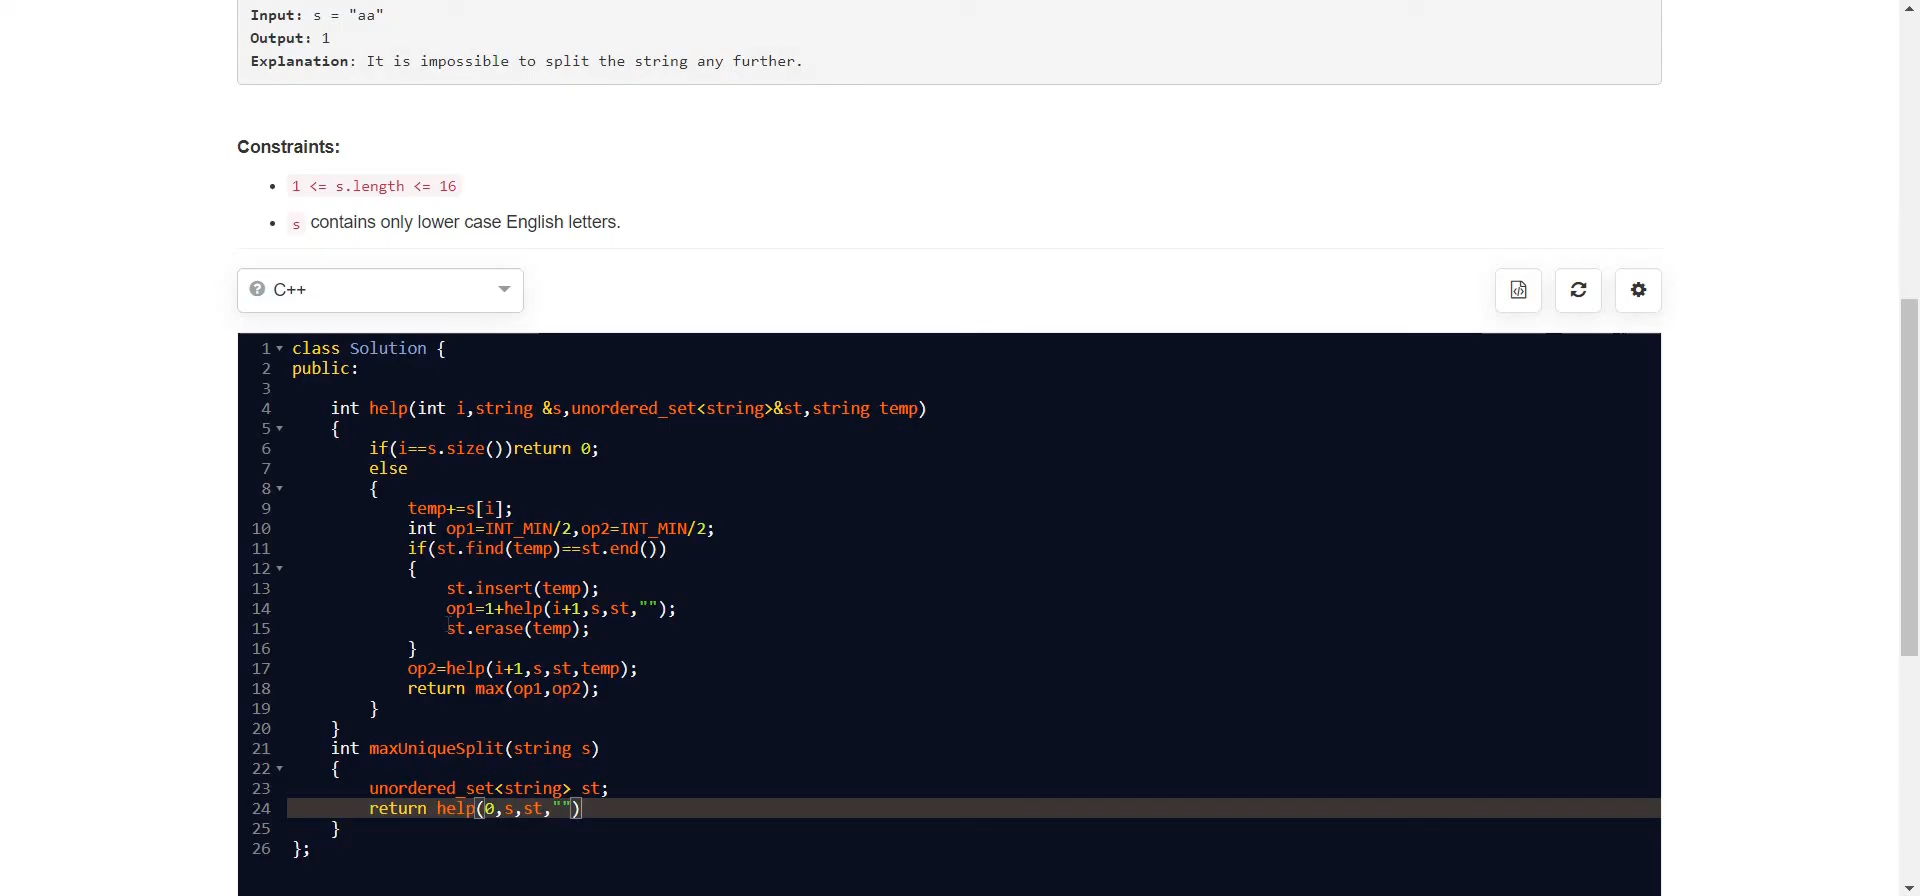 Input: s = "aa"
Output: 1
Explanation: It is impossible to split the string any further.
Constraints:
1 <= s.length <= 16
s contains only lower case English letters.
C++
1 class Solution {
2 public:
3
4 int help(int i,string &s,unordered_set<string>&st,string temp)
5 {
6 if(i==s.size())return 0;
7 else
8 {
9 temp+=s[i];
10 int op1=INT_MIN/2,op2=INT_MIN/2;
11 if(st.find(temp)==st.end())
12 {
13 st.insert(temp);
14 op1=1+help(i+1,s,st,"");
15 st.erase(temp);
16 }
17 op2=help(i+1,s,st,temp);
18 return max(op1,op2);
19 }
20 }
21 int maxUniqueSplit(string s)
22 {
23 unordered_set<string> st;
24 return help(0,s,st,"")
25 }
26 };